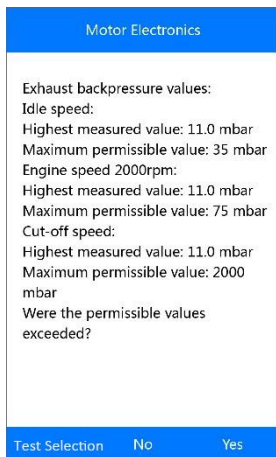 Motor Electronics
Exhaust backpressure values:
Idle speed:
Highest measured value: 11.0 mbar
Maximum permissible value: 35 mbar
Engine speed 2000rpm:
Highest measured value: 11.0 mbar
Maximum permissible value: 75 mbar
Cut-off speed:
Highest measured value: 11.0 mbar
Maximum permissible value: 2000
mbar
Were the permissible values
exceeded?
Test Selection No Yes